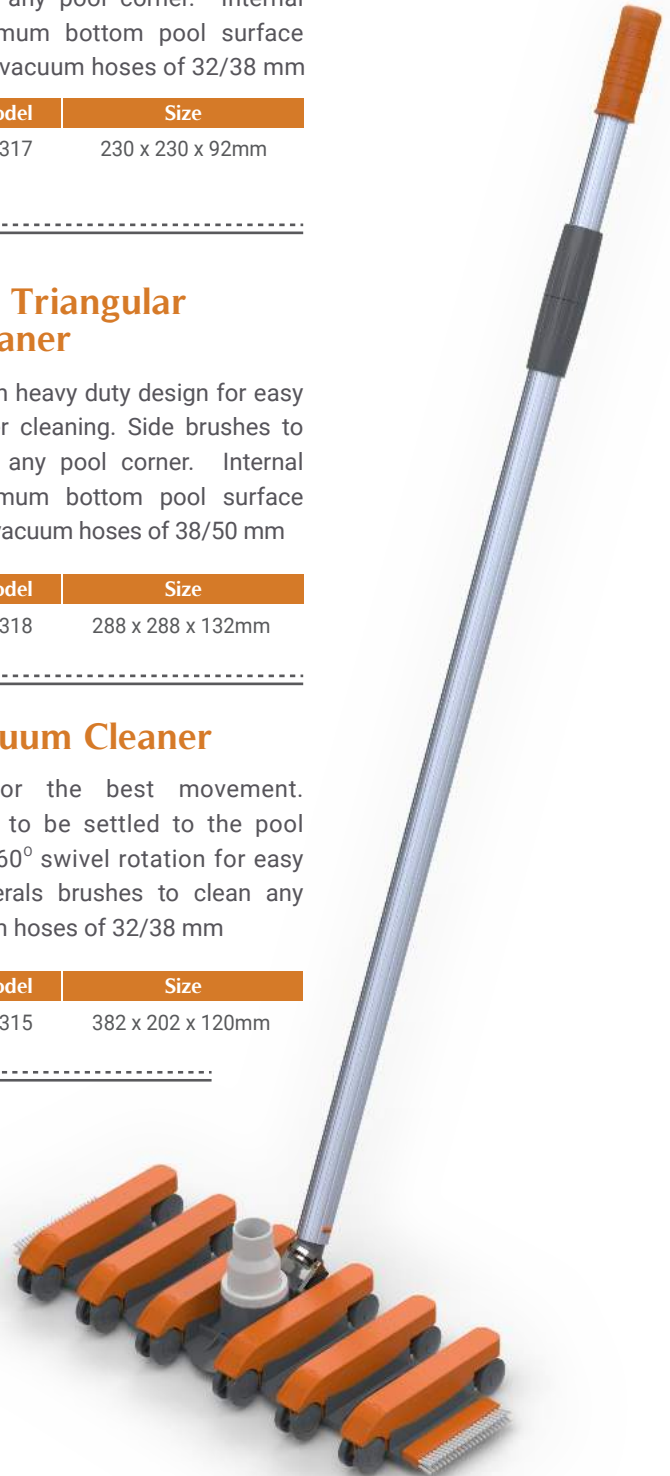 any pool corner. Internal
mum bottom pool surface
vacuum hoses of 32/38 mm
odel Size
317 230 x 230 x 92mm
Triangular
aner
n heavy duty design for easy
r cleaning. Side brushes to
any pool corner. Internal
mum bottom pool surface
vacuum hoses of 38/50 mm
odel Size
318 288 x 288 x 132mm
uum Cleaner
or the best movement.
to be settled to the pool
60⁰ swivel rotation for easy
erals brushes to clean any
n hoses of 32/38 mm
odel Size
315 382 x 202 x 120mm